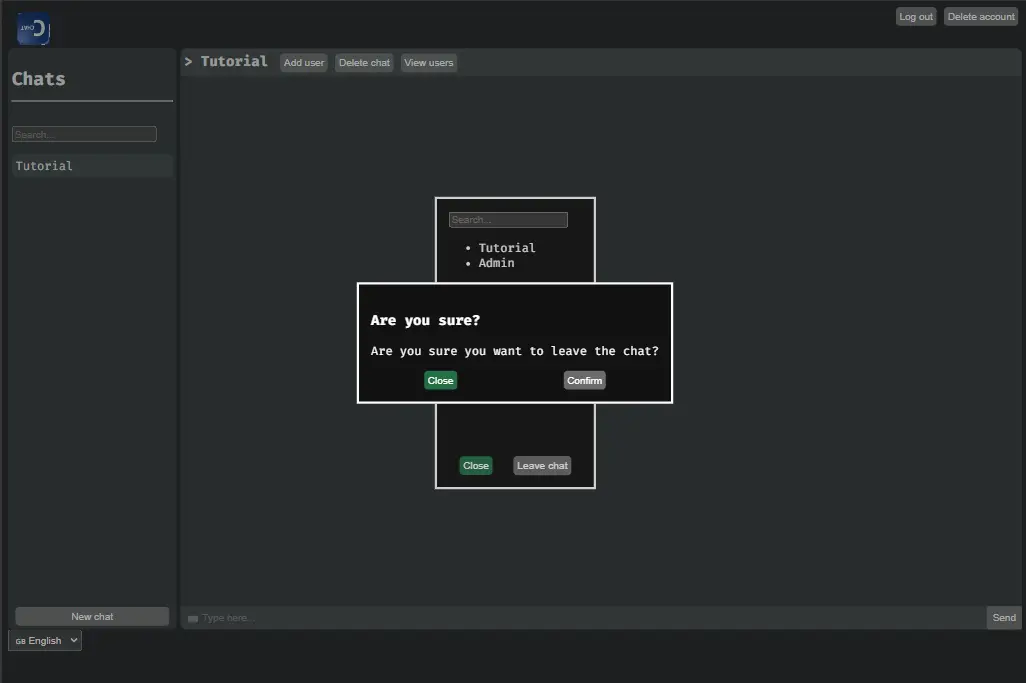 CHAT
Log out Delete account
Chats
> Tutorial Add user Delete chat View users
Search...
Tutorial
Search...
Tutorial
Admin
Are you sure?
Are you sure you want to leave the chat?
Close Confirm
Close Leave chat
New chat
Type here... Send
GB English